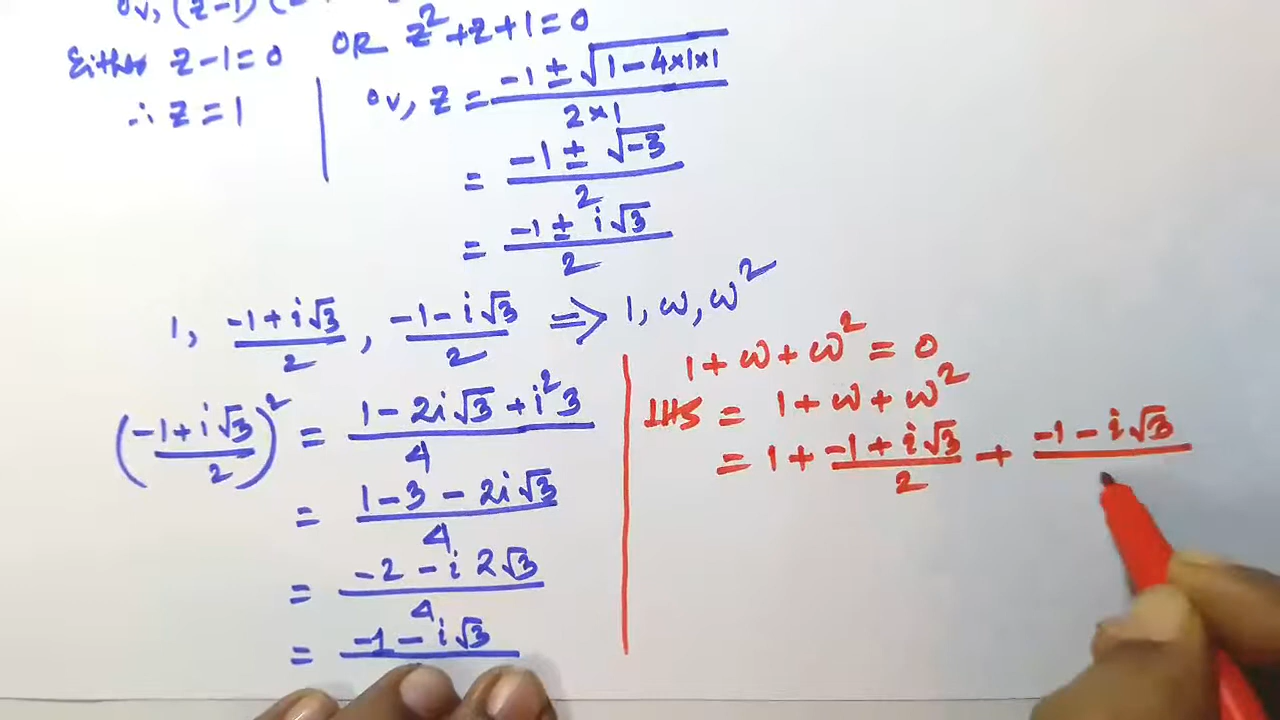 or, (z-1) (z
Either z-1=0 OR z²+z+1=0
∴ z=1
or, z = (-1 ± √(1-4×1×1))/(2×1)
= (-1 ± √-3)/2
= (-1 ± i√3)/2
1, (-1+i√3)/2, (-1-i√3)/2 ⇒ 1, ω, ω²
((-1+i√3)/2)² = (1-2i√3+i²3)/4
= (1-3-2i√3)/4
= (-2-i2√3)/4
= (-1-i√3)/
1+ω+ω² = 0
LHS = 1+ω+ω²
= 1 + (-1+i√3)/2 + (-1-i√3)/